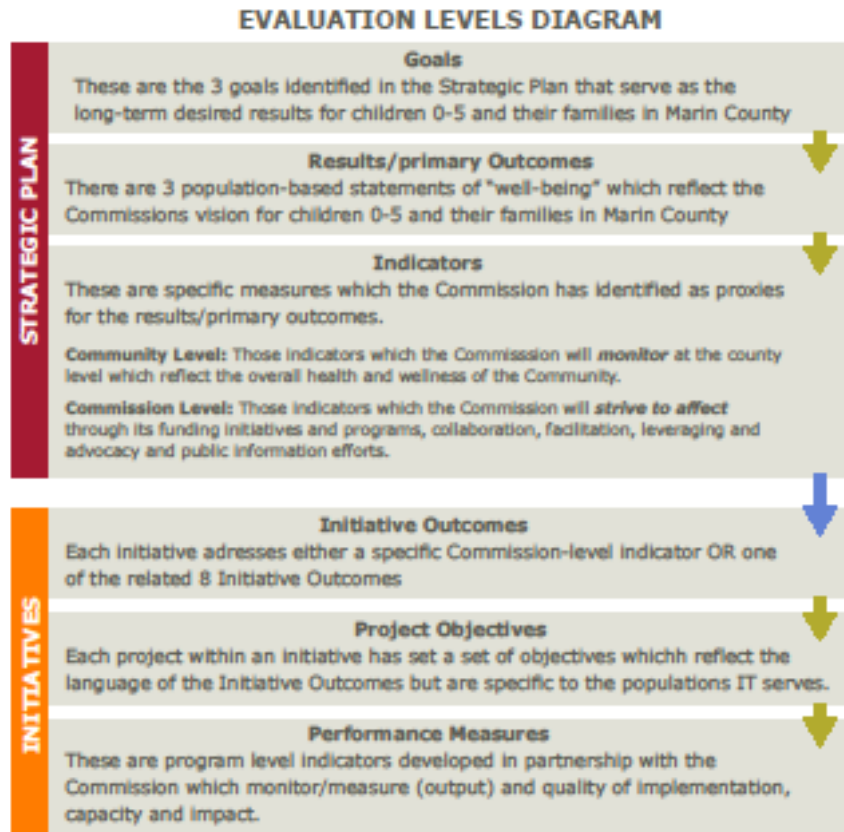 EVALUATION LEVELS DIAGRAM
STRATEGIC PLAN
Goals
These are the 3 goals identified in the Strategic Plan that serve as the
long-term desired results for children 0-5 and their families in Marin County
Results/primary Outcomes
There are 3 population-based statements of "well-being" which reflect the
Commissions vision for children 0-5 and their families in Marin County
Indicators
These are specific measures which the Commission has identified as proxies
for the results/primary outcomes.
Community Level: Those indicators which the Commisssion will monitor at the county
level which reflect the overall health and wellness of the Community.
Commission Level: Those indicators which the Commission will strive to affect
through its funding initiatives and programs, collaboration, facilitation, leveraging and
advocacy and public information efforts.
INITIATIVES
Initiative Outcomes
Each initiative adresses either a specific Commission-level indicator OR one
of the related 8 Initiative Outcomes
Project Objectives
Each project within an initiative has set a set of objectives whichh reflect the
language of the Initiative Outcomes but are specific to the populations IT serves.
Performance Measures
These are program level indicators developed in partnership with the
Commission which monitor/measure (output) and quality of implementation,
capacity and impact.